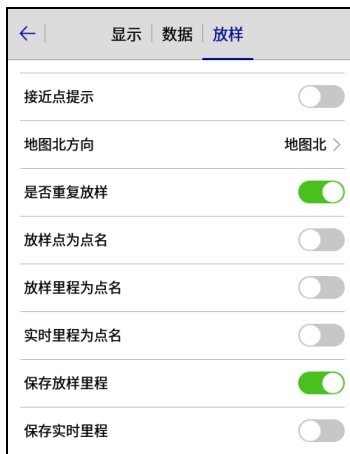 显示 数据 放样
接近点提示
地图北方向 地图北
是否重复放样
放样点为点名
放样里程为点名
实时里程为点名
保存放样里程
保存实时里程